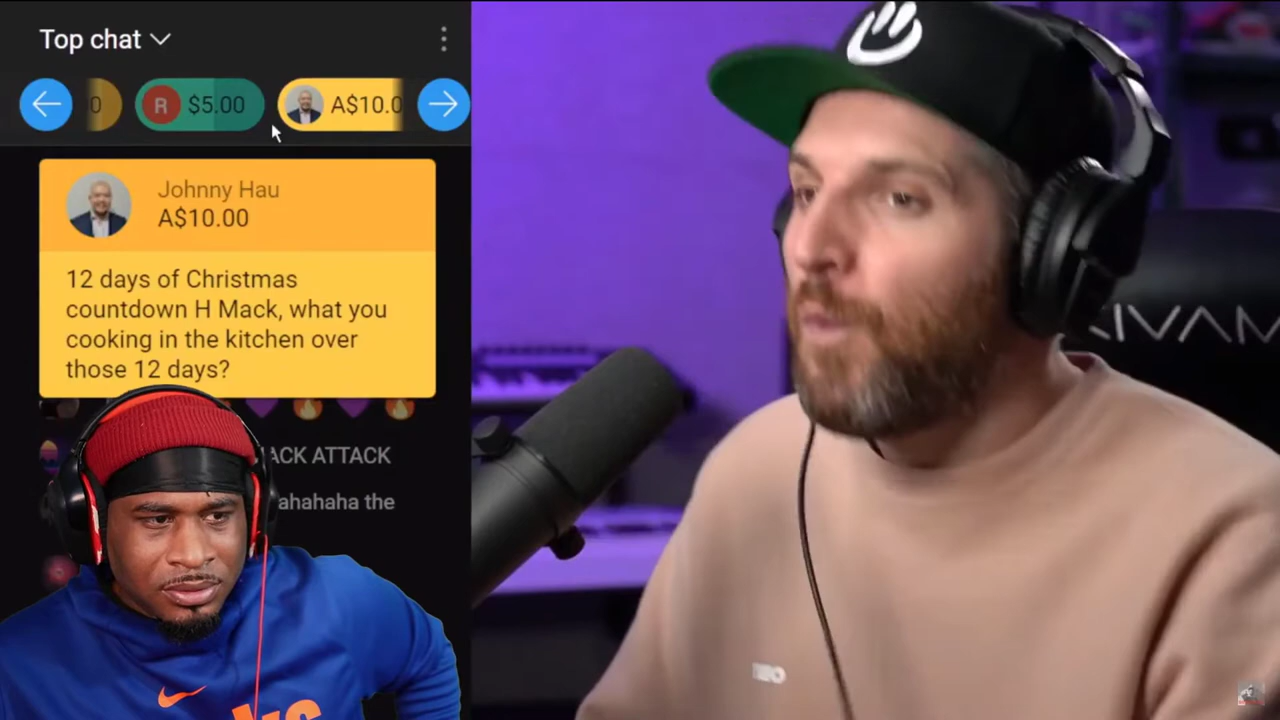 Top chat
0
$5.00
A$10.0
R
Johnny Hau
A$10.00
12 days of Christmas
countdown H Mack, what you
cooking in the kitchen over
those 12 days?
ACK ATTACK
ahahaha the